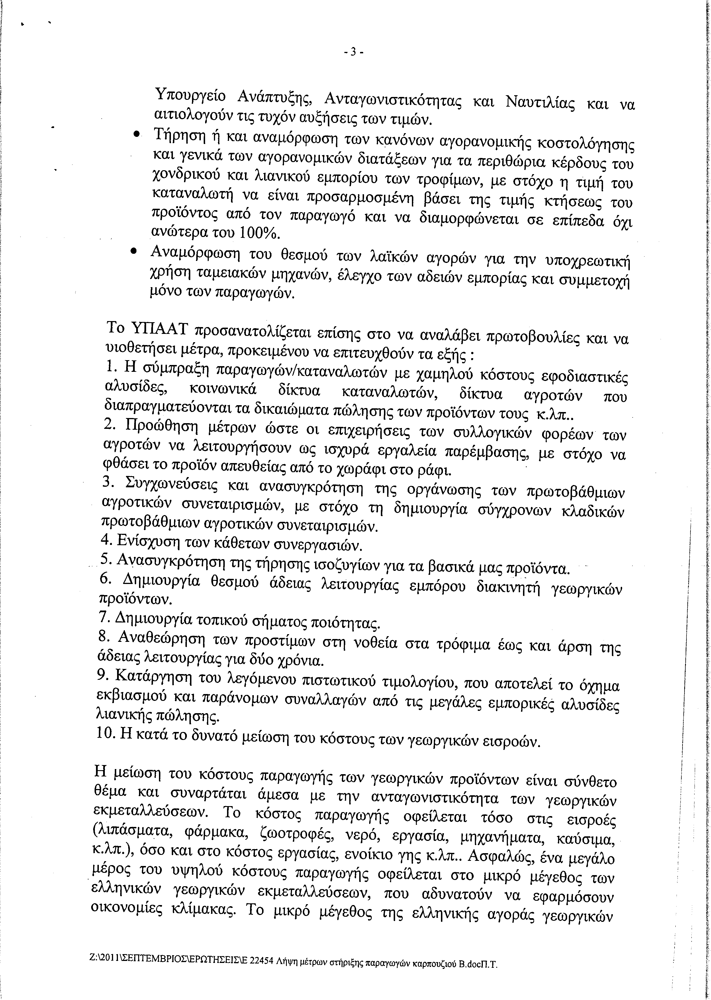 - 3 -
Υπουργείο Ανάπτυξης, Ανταγωνιστικότητας και Ναυτιλίας και να
αιτιολογούν τις τυχόν αυξήσεις των τιμών.
• Τήρηση ή και αναμόρφωση των κανόνων αγορανομικής κοστολόγησης
και γενικά των αγορανομικών διατάξεων για τα περιθώρια κέρδους του
χονδρικού και λιανικού εμπορίου των τροφίμων, με στόχο η τιμή του
καταναλωτή να είναι προσαρμοσμένη βάσει της τιμής κτήσεως του
προϊόντος από τον παραγωγό και να διαμορφώνεται σε επίπεδα όχι
ανώτερα του 100%.
• Αναμόρφωση του θεσμού των λαϊκών αγορών για την υποχρεωτική
χρήση ταμειακών μηχανών, έλεγχο των αδειών εμπορίας και συμμετοχή
μόνο των παραγωγών.
Το ΥΠΑΑΤ προσανατολίζεται επίσης στο να αναλάβει πρωτοβουλίες και να
υιοθετήσει μέτρα, προκειμένου να επιτευχθούν τα εξής :
1. Η σύμπραξη παραγωγών/καταναλωτών με χαμηλού κόστους εφοδιαστικές
αλυσίδες, κοινωνικά δίκτυα καταναλωτών, δίκτυα αγροτών που
διαπραγματεύονται τα δικαιώματα πώλησης των προϊόντων τους κ.λπ..
2. Προώθηση μέτρων ώστε οι επιχειρήσεις των συλλογικών φορέων των
αγροτών να λειτουργήσουν ως ισχυρά εργαλεία παρέμβασης, με στόχο να
φθάσει το προϊόν απευθείας από το χωράφι στο ράφι.
3. Συγχωνεύσεις και ανασυγκρότηση της οργάνωσης των πρωτοβάθμιων
αγροτικών συνεταιρισμών, με στόχο τη δημιουργία σύγχρονων κλαδικών
πρωτοβάθμιων αγροτικών συνεταιρισμών.
4. Ενίσχυση των κάθετων συνεργασιών.
5. Ανασυγκρότηση της τήρησης ισοζυγίων για τα βασικά μας προϊόντα.
6. Δημιουργία θεσμού άδειας λειτουργίας εμπόρου διακινητή γεωργικών
προϊόντων.
7. Δημιουργία τοπικού σήματος ποιότητας.
8. Αναθεώρηση των προστίμων στη νοθεία στα τρόφιμα έως και άρση της
άδειας λειτουργίας για δύο χρόνια.
9. Κατάργηση του λεγόμενου πιστωτικού τιμολογίου, που αποτελεί το όχημα
εκβιασμού και παράνομων συναλλαγών από τις μεγάλες εμπορικές αλυσίδες
λιανικής πώλησης.
10. Η κατά το δυνατό μείωση του κόστους των γεωργικών εισροών.
Η μείωση του κόστους παραγωγής των γεωργικών προϊόντων είναι σύνθετο
θέμα και συναρτάται άμεσα με την ανταγωνιστικότητα των γεωργικών
εκμεταλλεύσεων. Το κόστος παραγωγής οφείλεται τόσο στις εισροές
(λιπάσματα, φάρμακα, ζωοτροφές, νερό, εργασία, μηχανήματα, καύσιμα,
κ.λπ.), όσο και στο κόστος εργασίας, ενοίκιο γης κ.λπ.. Ασφαλώς, ένα μεγάλο
μέρος του υψηλού κόστους παραγωγής οφείλεται στο μικρό μέγεθος των
ελληνικών γεωργικών εκμεταλλεύσεων, που αδυνατούν να εφαρμόσουν
οικονομίες κλίμακας. Το μικρό μέγεθος της ελληνικής αγοράς γεωργικών
Z:\2011\ΣΕΠΤΕΜΒΡΙΟΣ\ΕΡΩΤΗΣΕΙΣ\Ε 22454 Λήψη μέτρων στήριξης παραγωγών καρπουζιού Β.docΠ.Τ.